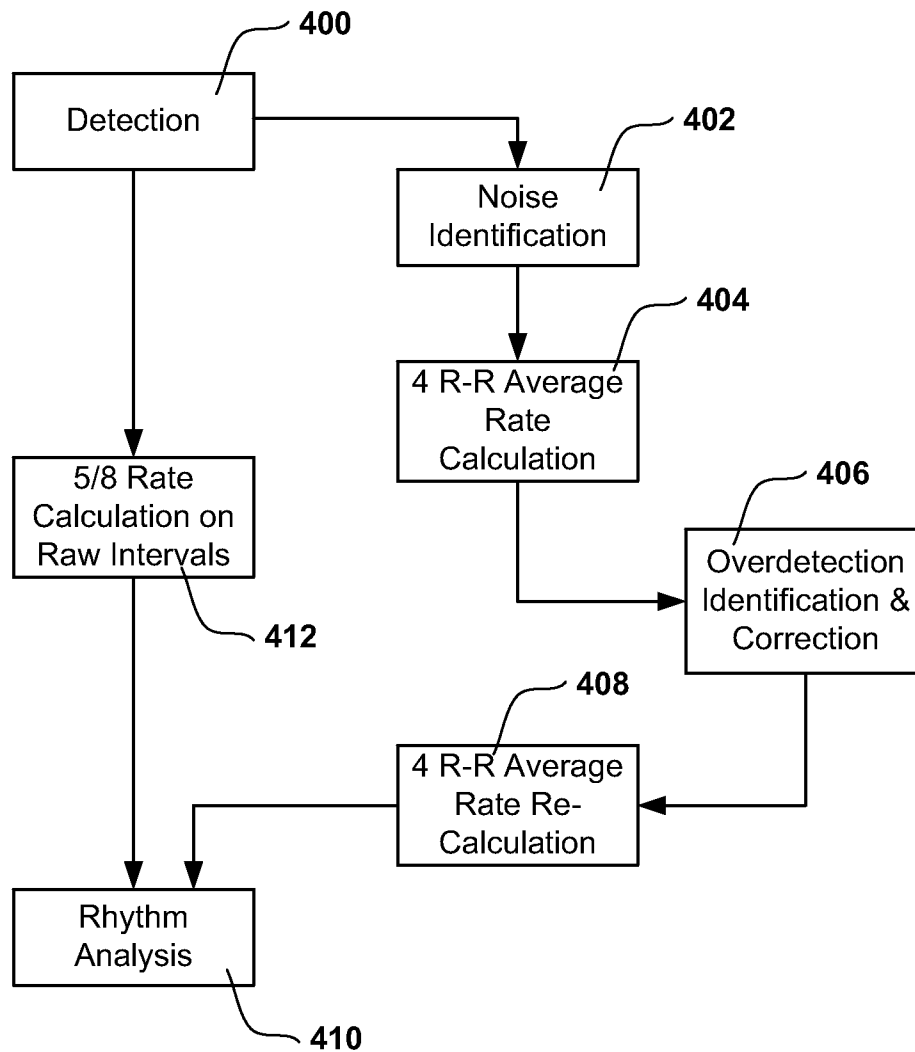 400
Detection
402
Noise
Identification
404
4 R-R Average
Rate
Calculation
406
Overdetection
Identification &
Correction
5/8 Rate
Calculation on
Raw Intervals
412
408
4 R-R Average
Rate Re-
Calculation
Rhythm
Analysis
410